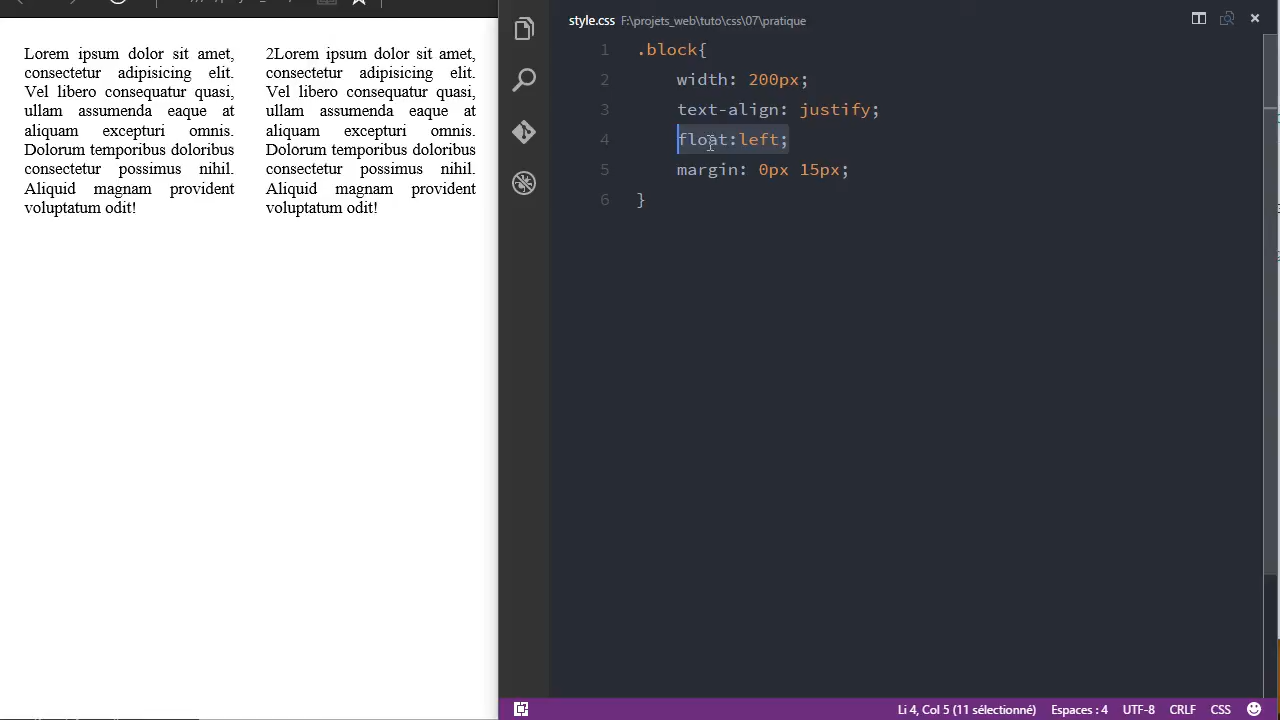 Lorem ipsum dolor sit amet,
consectetur adipisicing elit.
Vel libero consequatur quasi,
ullam assumenda eaque at
aliquam excepturi omnis.
Dolorum temporibus doloribus
consectetur possimus nihil.
Aliquid magnam provident
voluptatum odit!
2Lorem ipsum dolor sit amet,
consectetur adipisicing elit.
Vel libero consequatur quasi,
ullam assumenda eaque at
aliquam excepturi omnis.
Dolorum temporibus doloribus
consectetur possimus nihil.
Aliquid magnam provident
voluptatum odit!
style.css F:\projets_web\tuto\css\07\pratique
1 .block{
2 width: 200px;
3 text-align: justify;
4 float:left;
5 margin: 0px 15px;
6 }
Li 4, Col 5 (11 sélectionné) Espaces : 4 UTF-8 CRLF CSS